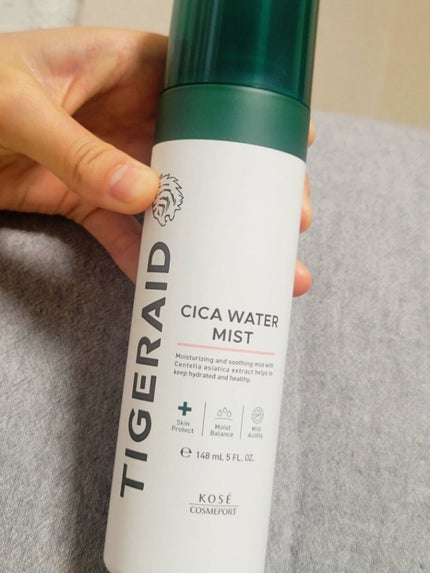 TIGERAID
CICA WATER
MIST
Moisturizing and soothing mist with
Centella asiatica extract helps to
keep hydrated and healthy.
Skin
Protect
Moist
Balance
Mild
Acidity
℮ 148 mL 5 FL. OZ.
KOSÉ
COSMEPORT